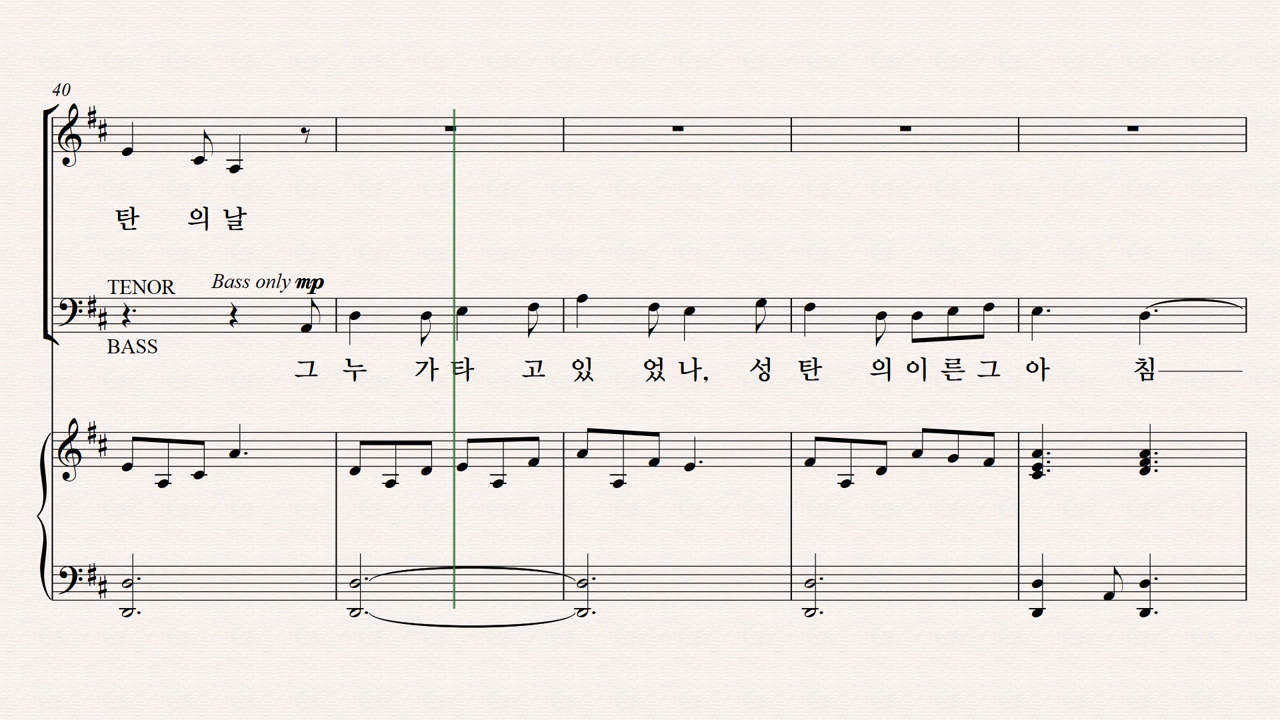 40
탄 의 날
TENOR Bass only mp
BASS
그 누 가 타 고 있 었 나, 성 탄 의 이 른 그 아 침